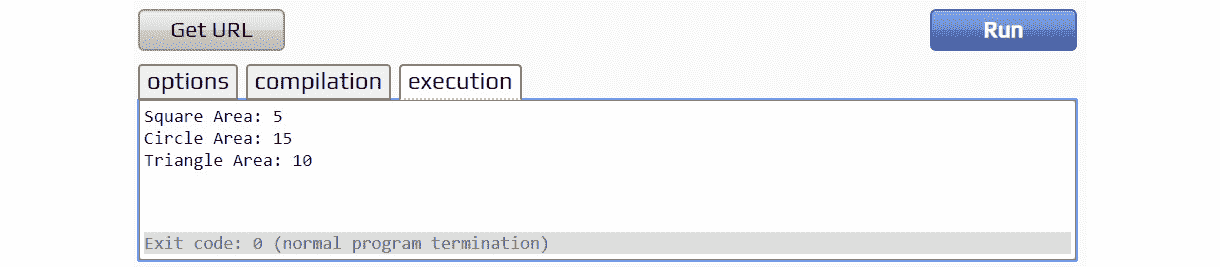 Get URL Run
options compilation execution
Square Area: 5
Circle Area: 15
Triangle Area: 10
Exit code: 0 (normal program termination)